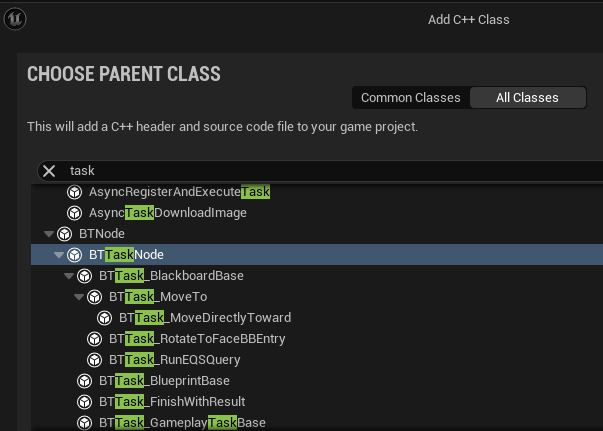 Add C++ Class
CHOOSE PARENT CLASS
Common Classes
All Classes
This will add a C++ header and source code file to your game project.
task
AsyncRegisterAndExecuteTask
AsyncTaskDownloadImage
BTNode
BTTaskNode
BTTask_BlackboardBase
BTTask_MoveTo
BTTask_MoveDirectlyToward
BTTask_RotateToFaceBBEntry
BTTask_RunEQSQuery
BTTask_BlueprintBase
BTTask_FinishWithResult
BTTask_GameplayTaskBase